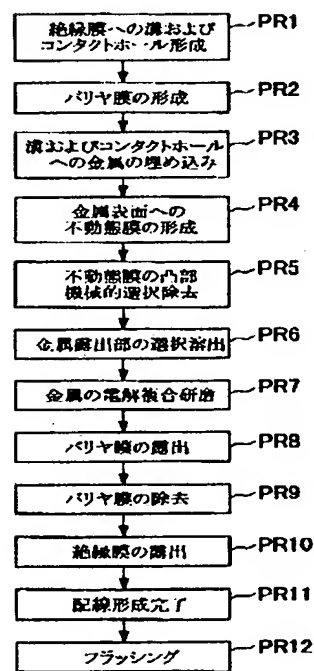 絶縁膜への溝および
コンタクトホール形成
PR1
バリヤ膜の形成
PR2
溝およびコンタクトホール
への金属の埋め込み
PR3
金属表面への
不動態膜の形成
PR4
不動態膜の凸部
機械的選択除去
PR5
金属露出部の選択溶出
PR6
金属の電解複合研磨
PR7
バリヤ膜の露出
PR8
バリヤ膜の除去
PR9
絶縁膜の露出
PR10
配線形成完了
PR11
フラッシング
PR12